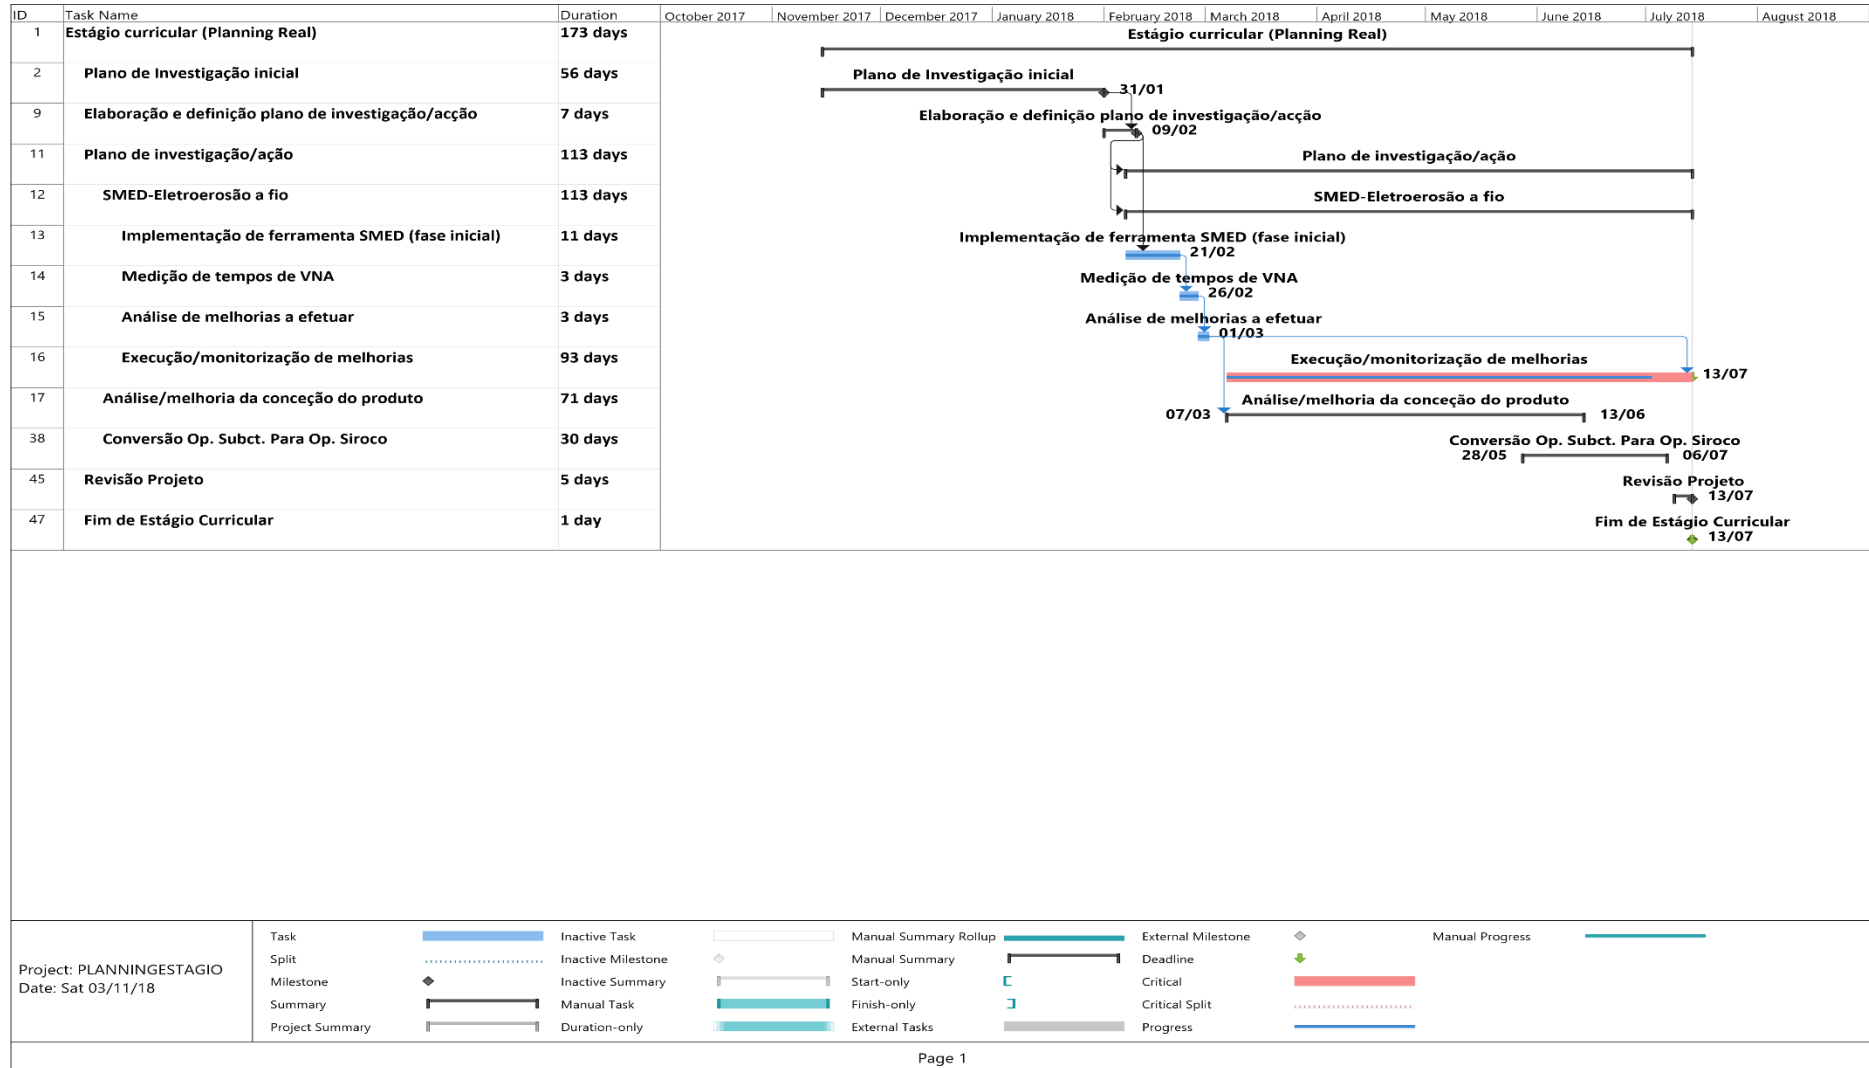 ID Task Name Duration October 2017 November 2017 December 2017 January 2018 February 2018 March 2018 April 2018 May 2018 June 2018 July 2018 August 2018
1 Estágio curricular (Planning Real) 173 days Estágio curricular (Planning Real)
2 Plano de Investigação inicial 56 days Plano de Investigação inicial
31/01
9 Elaboração e definição plano de investigação/acção 7 days Elaboração e definição plano de investigação/acção
09/02
11 Plano de investigação/ação 113 days Plano de investigação/ação
12 SMED-Eletroerosão a fio 113 days SMED-Eletroerosão a fio
13 Implementação de ferramenta SMED (fase inicial) 11 days Implementação de ferramenta SMED (fase inicial)
21/02
14 Medição de tempos de VNA 3 days Medição de tempos de VNA
26/02
15 Análise de melhorias a efetuar 3 days Análise de melhorias a efetuar
01/03
16 Execução/monitorização de melhorias 93 days Execução/monitorização de melhorias
13/07
17 Análise/melhoria da conceção do produto 71 days Análise/melhoria da conceção do produto
07/03 13/06
38 Conversão Op. Subct. Para Op. Siroco 30 days Conversão Op. Subct. Para Op. Siroco
28/05 06/07
45 Revisão Projeto 5 days Revisão Projeto
13/07
47 Fim de Estágio Curricular 1 day Fim de Estágio Curricular
13/07
Project: PLANNINGESTAGIO
Date: Sat 03/11/18
Task Inactive Task Manual Summary Rollup External Milestone Manual Progress
Split Inactive Milestone Manual Summary Deadline
Milestone Inactive Summary Start-only Critical
Summary Manual Task Finish-only Critical Split
Project Summary Duration-only External Tasks Progress
Page 1